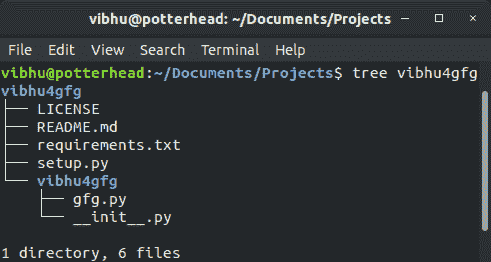 vibhu@potterhead: ~/Documents/Projects
File Edit View Search Terminal Help
vibhu@potterhead:~/Documents/Projects$ tree vibhu4gfg
vibhu4gfg
├── LICENSE
├── README.md
├── requirements.txt
├── setup.py
└── vibhu4gfg
    ├── gfg.py
    └── __init__.py
1 directory, 6 files